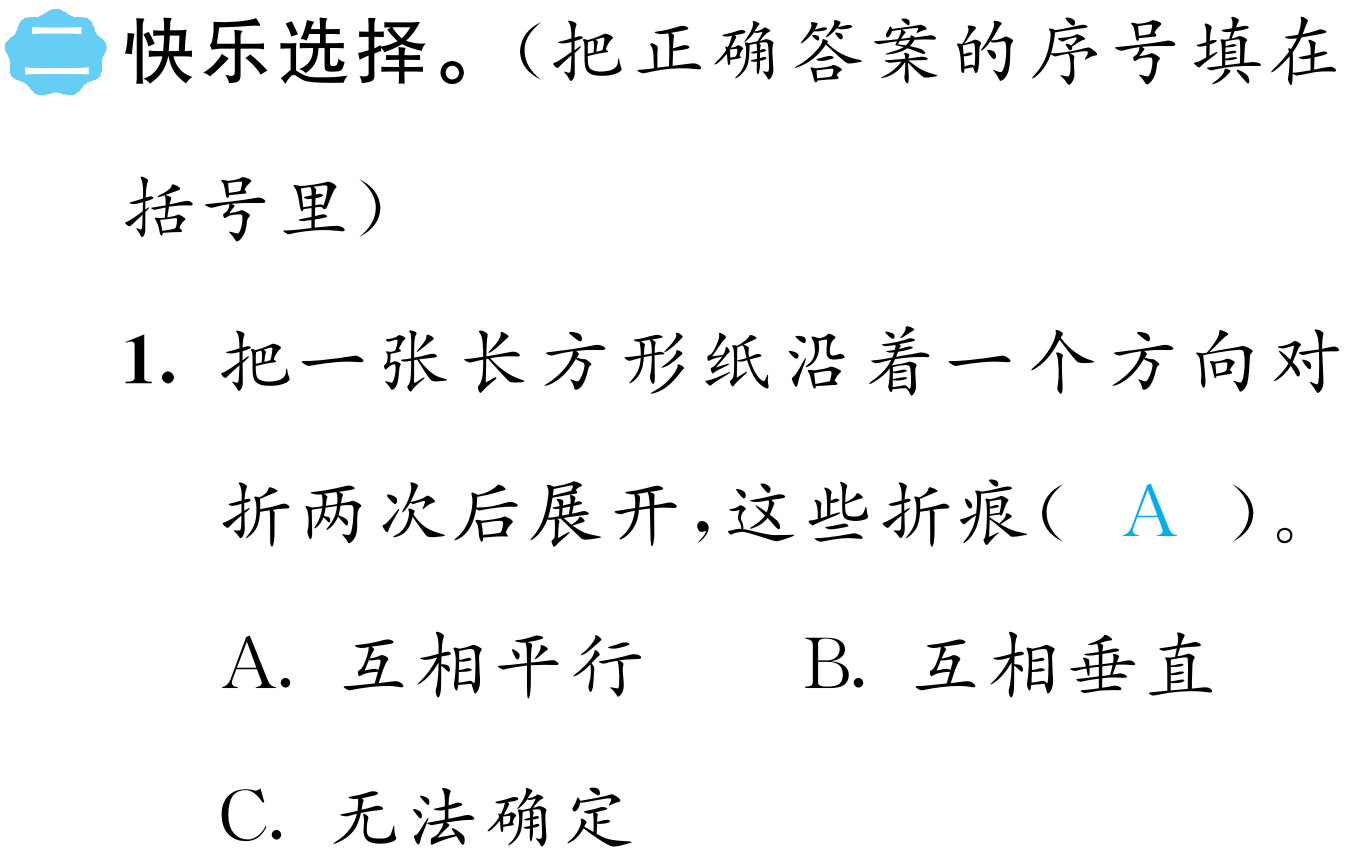 二 快乐选择。（把正确答案的序号填在
括号里）
1. 把一张长方形纸沿着一个方向对
折两次后展开,这些折痕( A )。
A. 互相平行 B. 互相垂直
C. 无法确定